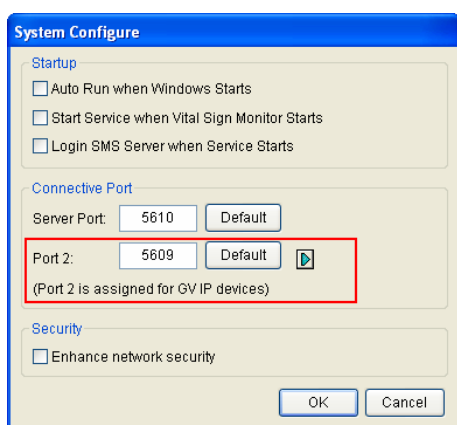 System Configure
Startup
Auto Run when Windows Starts
Start Service when Vital Sign Monitor Starts
Login SMS Server when Service Starts
Connective Port
Server Port: 5610 Default
Port 2: 5609 Default
(Port 2 is assigned for GV IP devices)
Security
Enhance network security
OK Cancel